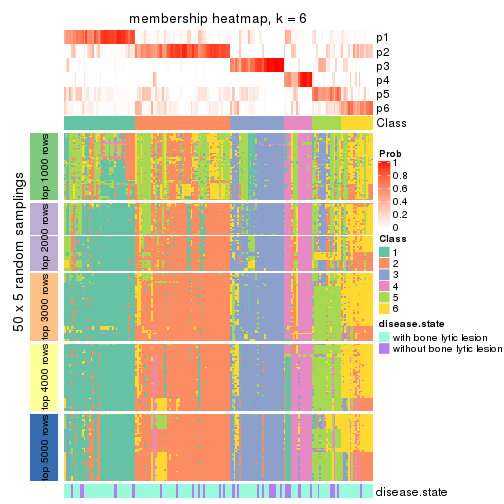 membership heatmap, k = 6
p1
p2
p3
p4
p5
p6
Class
Prob
1
0.8
0.6
0.4
0.2
0
Class
1
2
3
4
5
6
disease.state
with bone lytic lesion
without bone lytic lesion
50 x 5 random samplings
top 1000 rows
top 2000 rows
top 3000 rows
top 4000 rows
top 5000 rows
disease.state